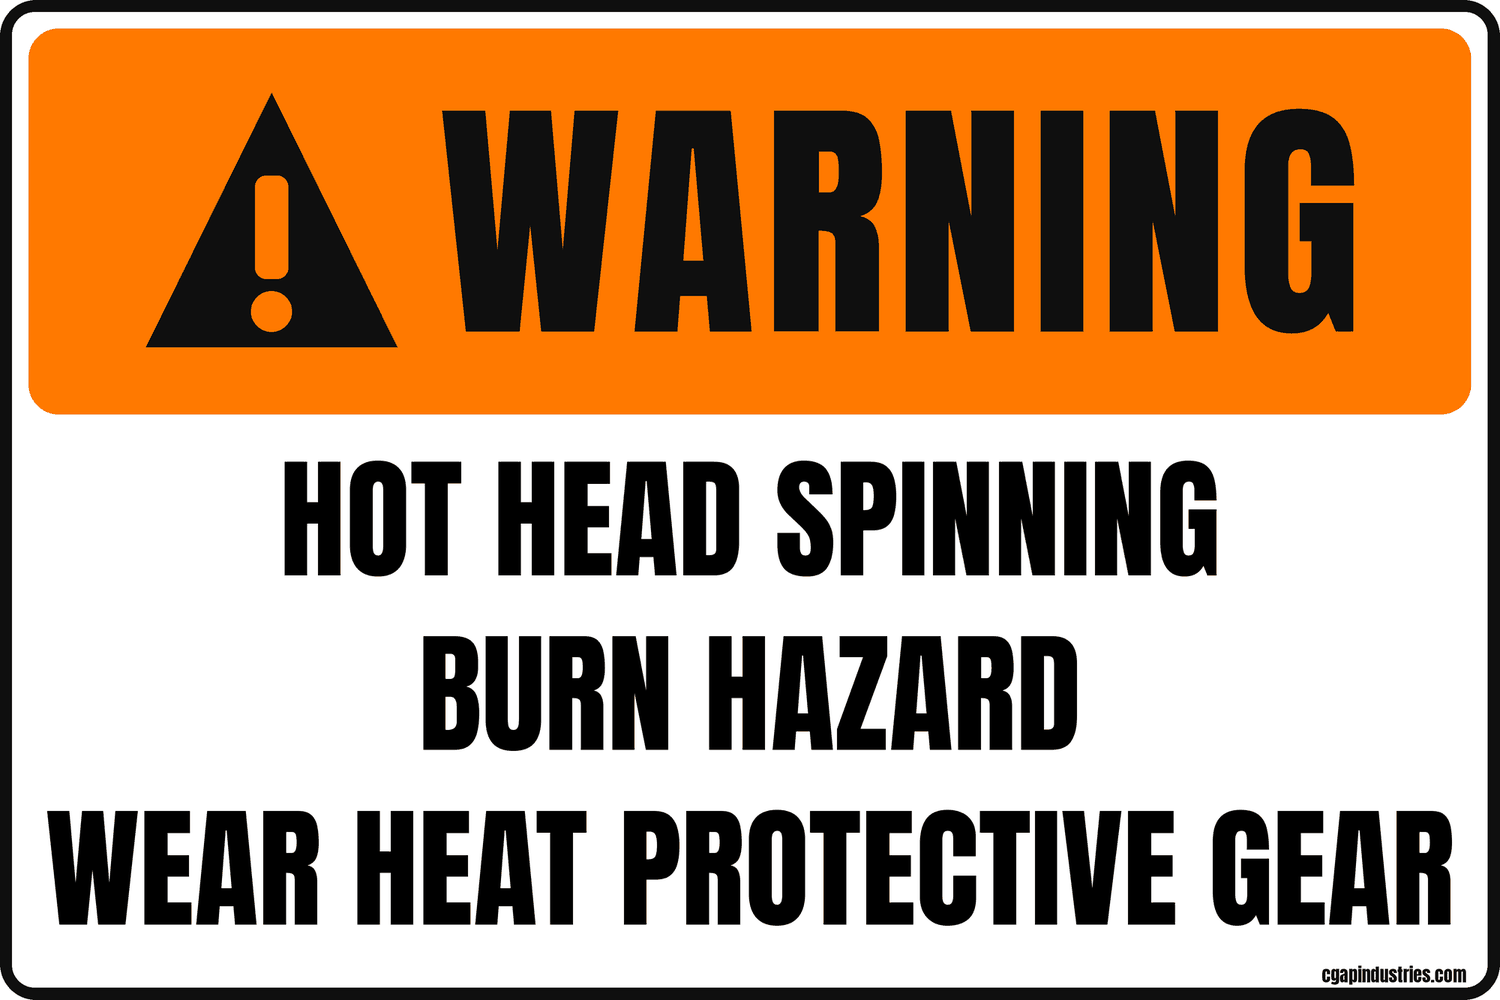 WARNING
HOT HEAD SPINNING
BURN HAZARD
WEAR HEAT PROTECTIVE GEAR
cgapindustries.com